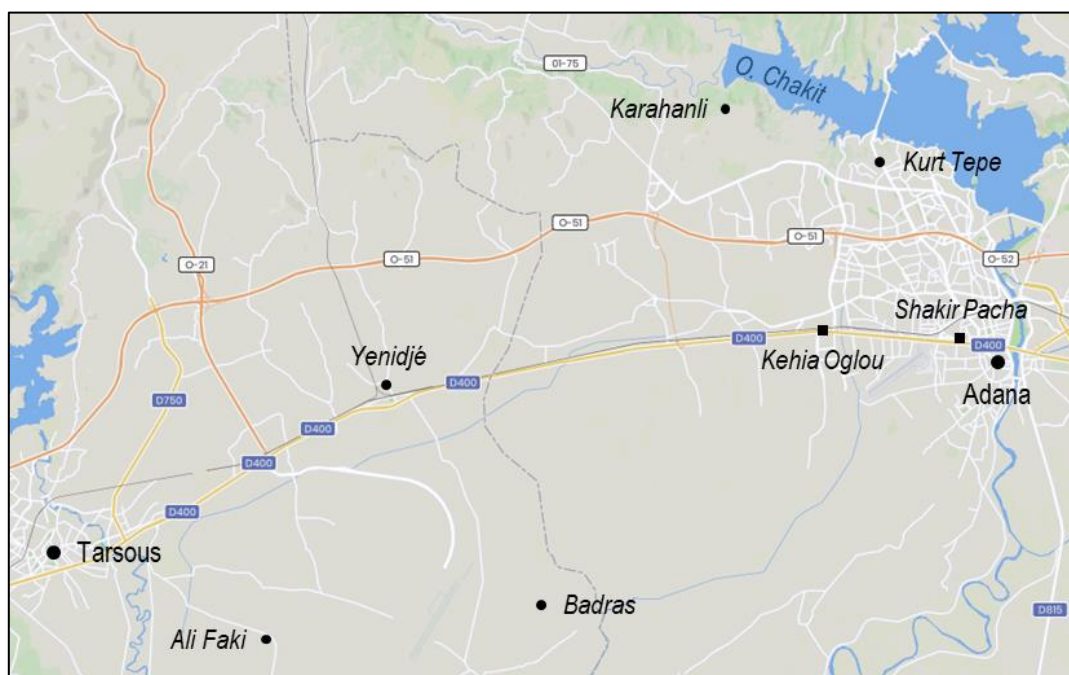 01-75
O. Chakit
Karahanli
Kurt Tepe
O-51
O-51
O-21
O-51
O-52
Shakir Pacha
D400
D400
Kehia Oglou
Yenidjé
Adana
D400
D750
D400
D400
D400
Tarsous
Badras
D815
Ali Faki